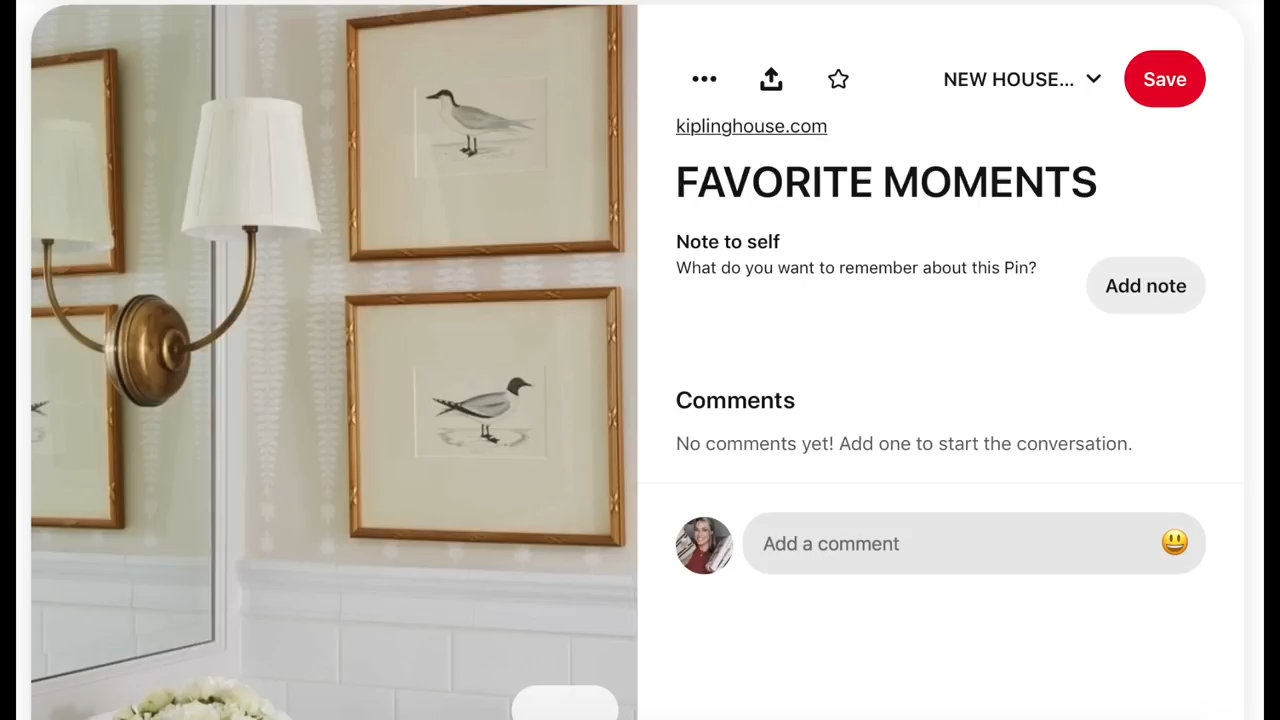 NEW HOUSE...
Save
kiplinghouse.com
FAVORITE MOMENTS
Note to self
What do you want to remember about this Pin?
Add note
Comments
No comments yet! Add one to start the conversation.
Add a comment